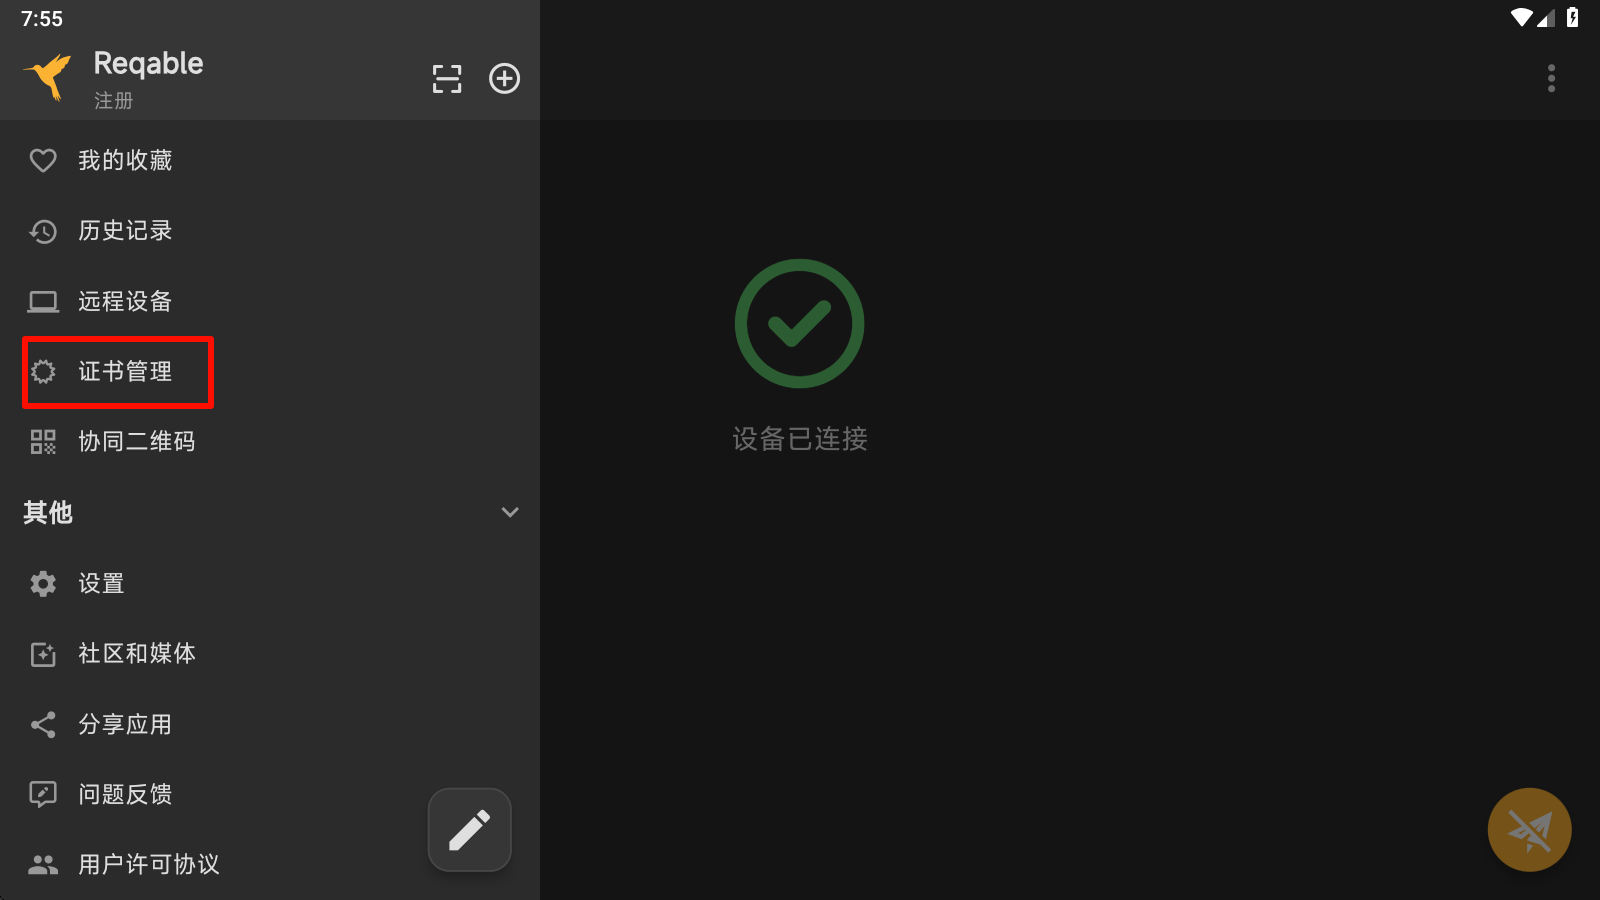 7:55
Reqable
注册
我的收藏
历史记录
远程设备
证书管理
协同二维码
其他
设置
社区和媒体
分享应用
问题反馈
用户许可协议
设备已连接